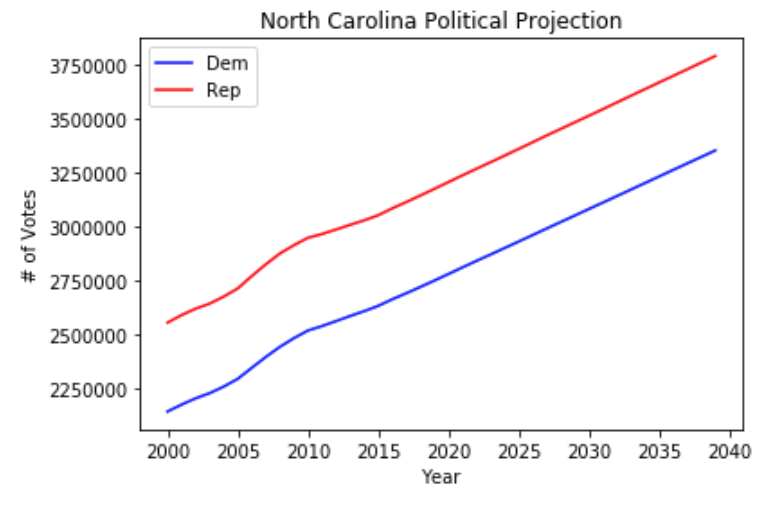 North Carolina Political Projection
Dem
Rep
3750000
3500000
3250000
3000000
2750000
2500000
2250000
# of Votes
2000 2005 2010 2015 2020 2025 2030 2035 2040
Year